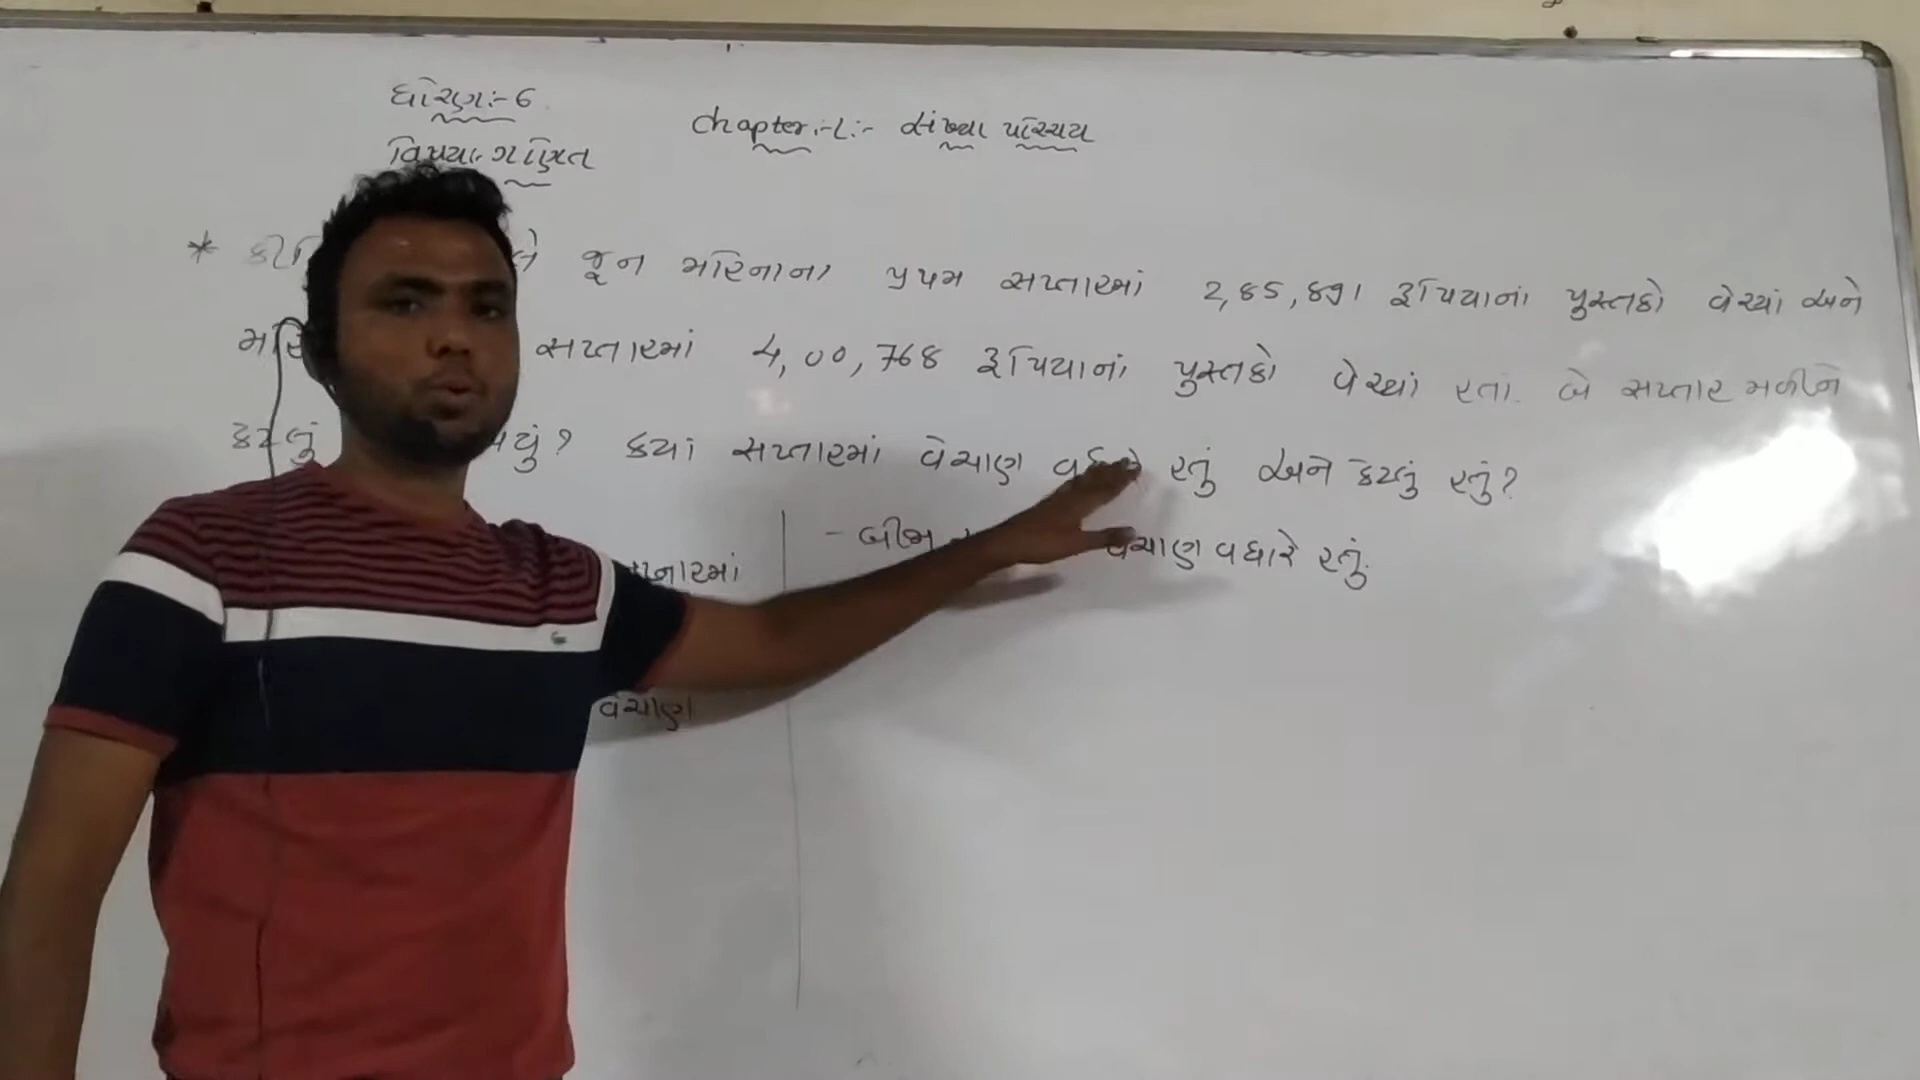 ધોરણ:- 6
વિષય:- ગણિત
Chapter:-1:- સંખ્યા પરિચય
* જૂન મહિનાના પ્રથમ સપ્તાહમાં 2,85,891 રૂપિયાનાં પુસ્તકો વેચ્યાં અને
સપ્તાહમાં 4,00,768 રૂપિયાનાં પુસ્તકો વેચ્યાં હતાં. બે સપ્તાહ મળીને
કેટલું ? કયા સપ્તાહમાં વેચાણ હતું અને કેટલું હતું?
- વેચાણ વધારે હતું.
વેચાણ